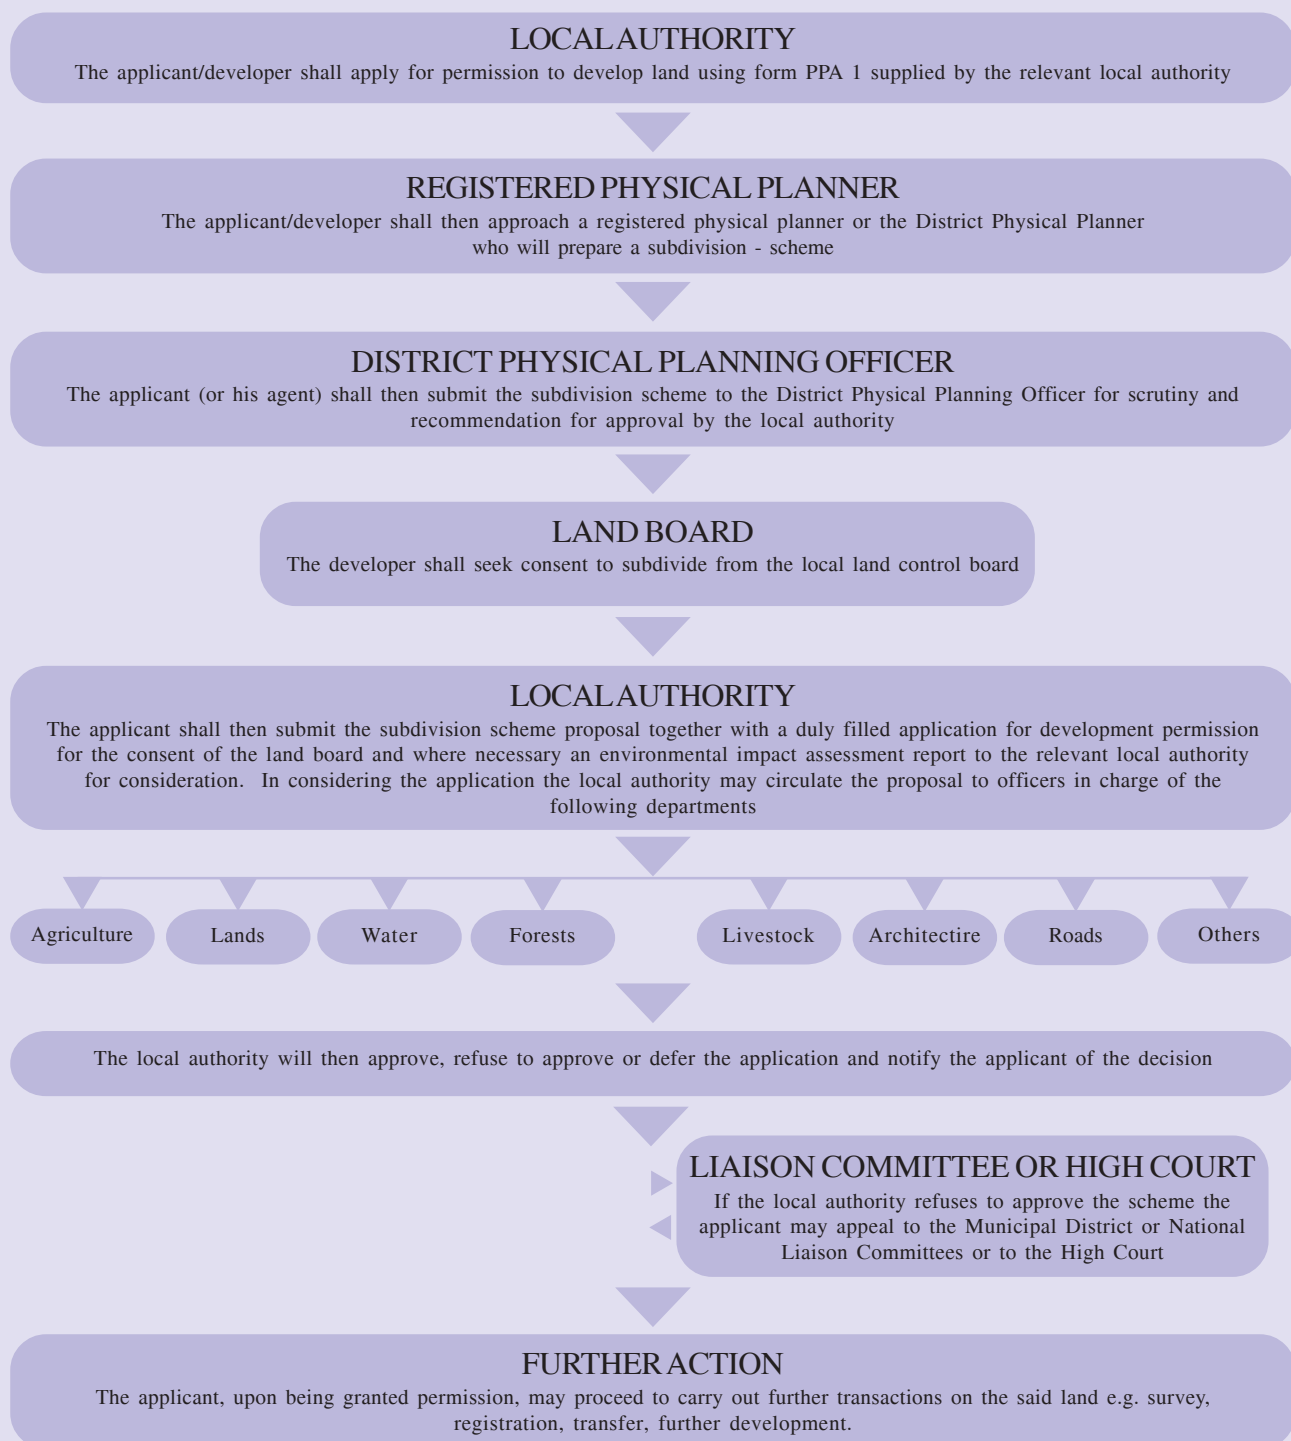 LOCAL AUTHORITY
The applicant/developer shall apply for permission to develop land using form PPA 1 supplied by the relevant local authority
REGISTERED PHYSICAL PLANNER
The applicant/developer shall then approach a registered physical planner or the District Physical Planner
who will prepare a subdivision - scheme
DISTRICT PHYSICAL PLANNING OFFICER
The applicant (or his agent) shall then submit the subdivision scheme to the District Physical Planning Officer for scrutiny and
recommendation for approval by the local authority
LAND BOARD
The developer shall seek consent to subdivide from the local land control board
LOCAL AUTHORITY
The applicant shall then submit the subdivision scheme proposal together with a duly filled application for development permission
for the consent of the land board and where necessary an environmental impact assessment report to the relevant local authority
for consideration. In considering the application the local authority may circulate the proposal to officers in charge of the
following departments
Agriculture Lands Water Forests Livestock Architectire Roads Others
The local authority will then approve, refuse to approve or defer the application and notify the applicant of the decision
LIAISON COMMITTEE OR HIGH COURT
If the local authority refuses to approve the scheme the
applicant may appeal to the Municipal District or National
Liaison Committees or to the High Court
FURTHER ACTION
The applicant, upon being granted permission, may proceed to carry out further transactions on the said land e.g. survey,
registration, transfer, further development.